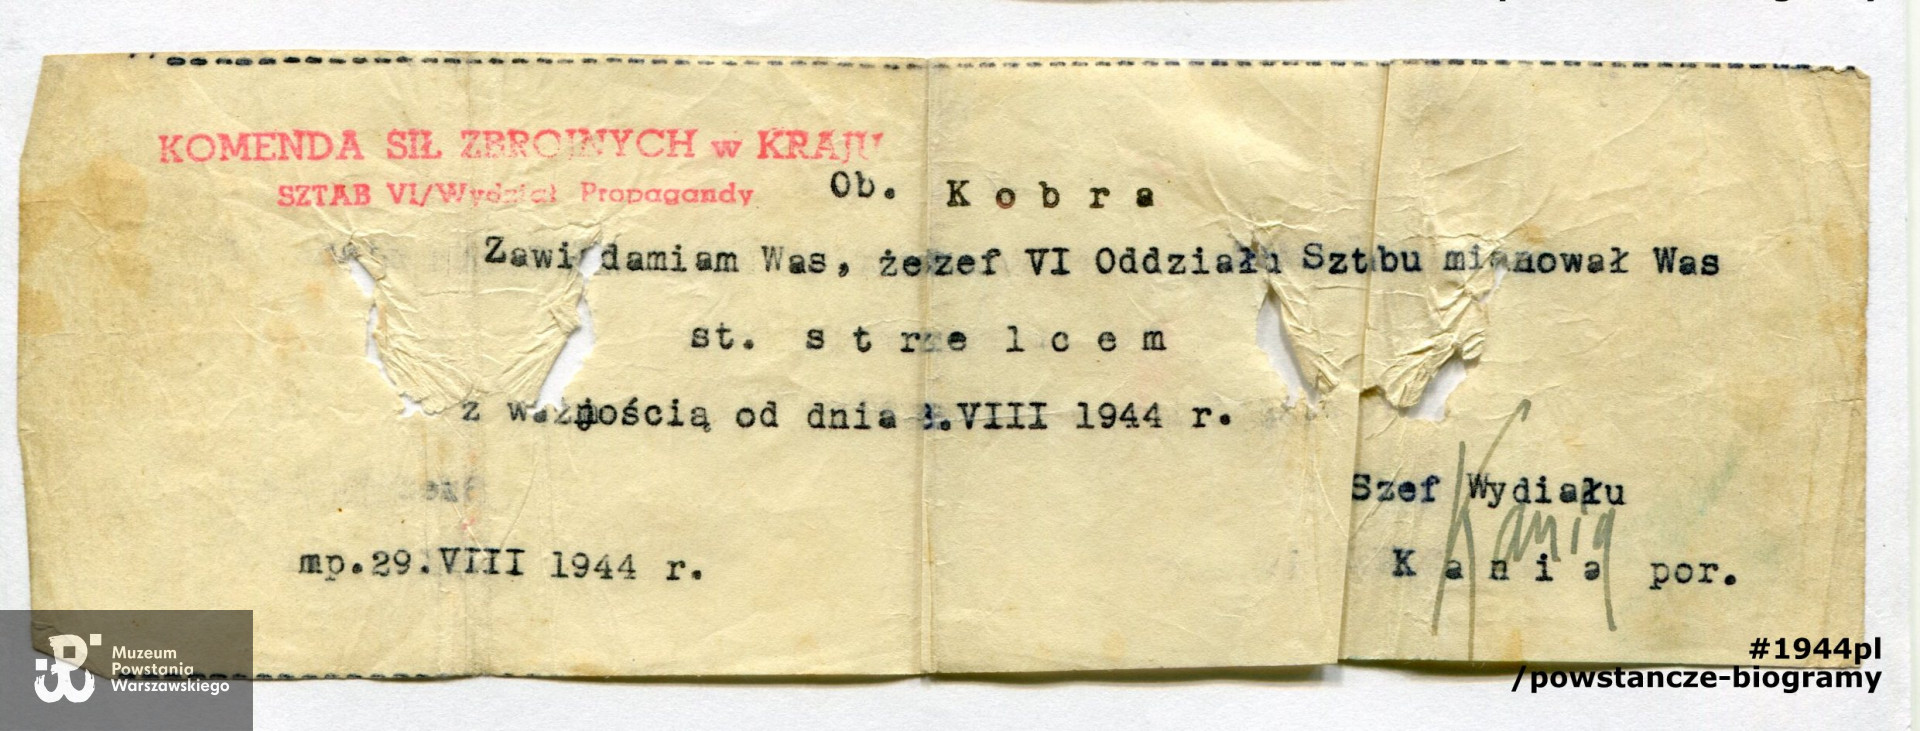 KOMENDA SIŁ ZBROJNYCH w KRAJU
SZTAB VI/Wydział Propagandy
Ob. Kobra
Zawiadamiam Was, że zef VI Oddziału Sztbu mianował Was
st. strzelcem
z ważnością od dnia .VIII 1944 r.
Szef Wydiału
Kania
mp.29.VIII 1944 r.
Kania por.
Muzeum
Powstania
Warszawskiego
#1944pl
/powstancze-biogramy